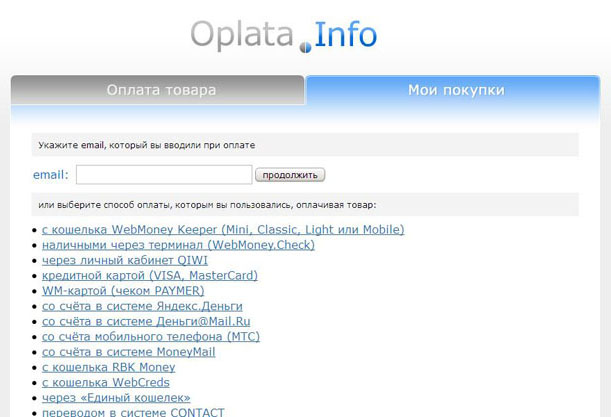 Oplata.Info
Оплата товара
Мои покупки
Укажите email, который вы вводили при оплате
email:
продолжить
или выберите способ оплаты, которым вы пользовались, оплачивая товар:
с кошелька WebMoney Keeper (Mini, Classic, Light или Mobile)
наличными через терминал (WebMoney.Check)
через личный кабинет QIWI
кредитной картой (VISA, MasterCard)
WM-картой (чеком PAYMER)
со счёта в системе Яндекс.Деньги
со счёта в системе Деньги@Mail.Ru
со счёта мобильного телефона (МТС)
со счёта в системе MoneyMail
с кошелька RBK Money
с кошелька WebCreds
через «Единый кошелек»
переводом в системе CONTACT